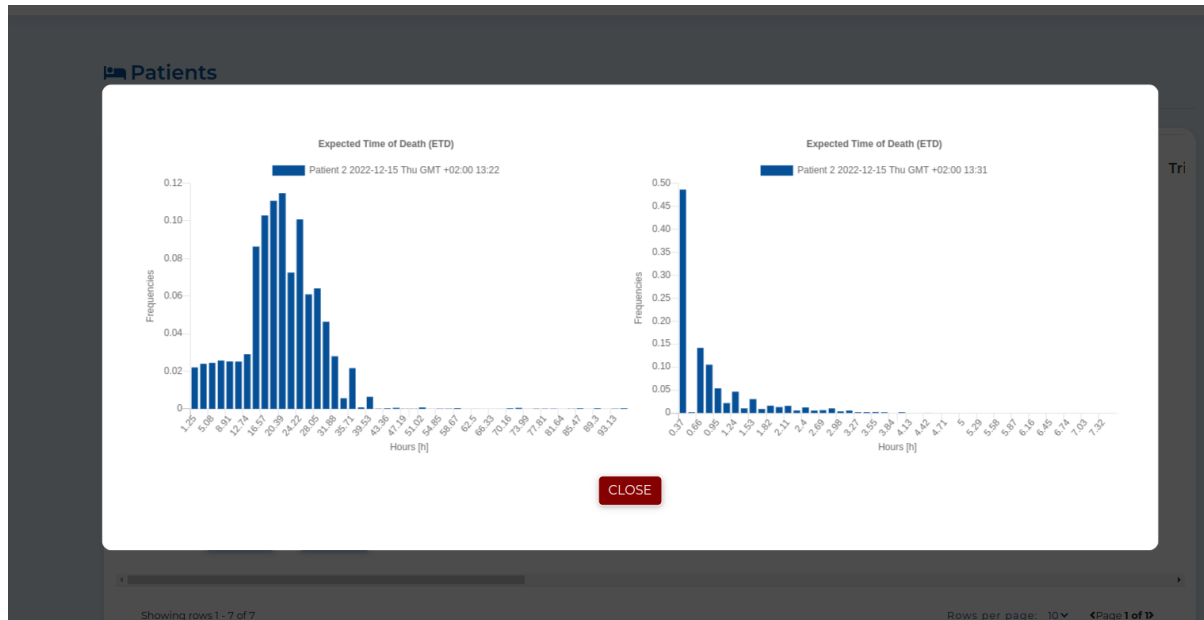 Patients
Tri
Expected Time of Death (ETD)
Patient 2 2022-12-15 Thu GMT +02:00 13:22
0.12
0.10
0.08
0.06
0.04
0.02
0
Frequencies
1.25 5.08 8.91 12.74 16.57 20.39 24.22 28.05 31.88 35.71 39.53 43.36 47.19 51.02 54.85 58.67 62.5 66.33 70.16 73.99 77.81 81.64 85.47 89.3 93.13
Hours [h]
Expected Time of Death (ETD)
Patient 2 2022-12-15 Thu GMT +02:00 13:31
0.50
0.45
0.40
0.35
0.30
0.25
0.20
0.15
0.10
0.05
0
Frequencies
0.37 0.66 0.95 1.24 1.53 1.82 2.11 2.4 2.69 2.98 3.27 3.55 3.84 4.13 4.42 4.71 5 5.29 5.58 5.87 6.16 6.45 6.74 7.03 7.32
Hours [h]
CLOSE
Showing rows 1 - 7 of 7
Rows per page: 10
Page 1 of 1